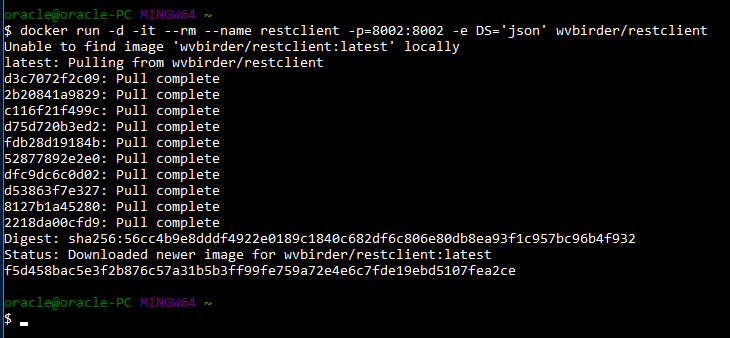 oracle@oracle-PC MINGW64 ~
$ docker run -d -it --rm --name restclient -p=8002:8002 -e DS='json' wvbirder/restclient
Unable to find image 'wvbirder/restclient:latest' locally
latest: Pulling from wvbirder/restclient
d3c7072f2c09: Pull complete
2b20841a9829: Pull complete
c116f21f499c: Pull complete
d75d720b3ed2: Pull complete
fdb28d19184b: Pull complete
52877892e2e0: Pull complete
dfc9dc6c0d02: Pull complete
d53863f7e327: Pull complete
8127b1a45280: Pull complete
2218da00cfd9: Pull complete
Digest: sha256:56cc4b9e8dddf4922e0189c1840c682df6c806e80db8ea93f1c957bc96b4f932
Status: Downloaded newer image for wvbirder/restclient:latest
f5d458bac5e3f2b876c57a31b5b3ff99fe759a72e4e6c7fde19ebd5107fea2ce
oracle@oracle-PC MINGW64 ~
$